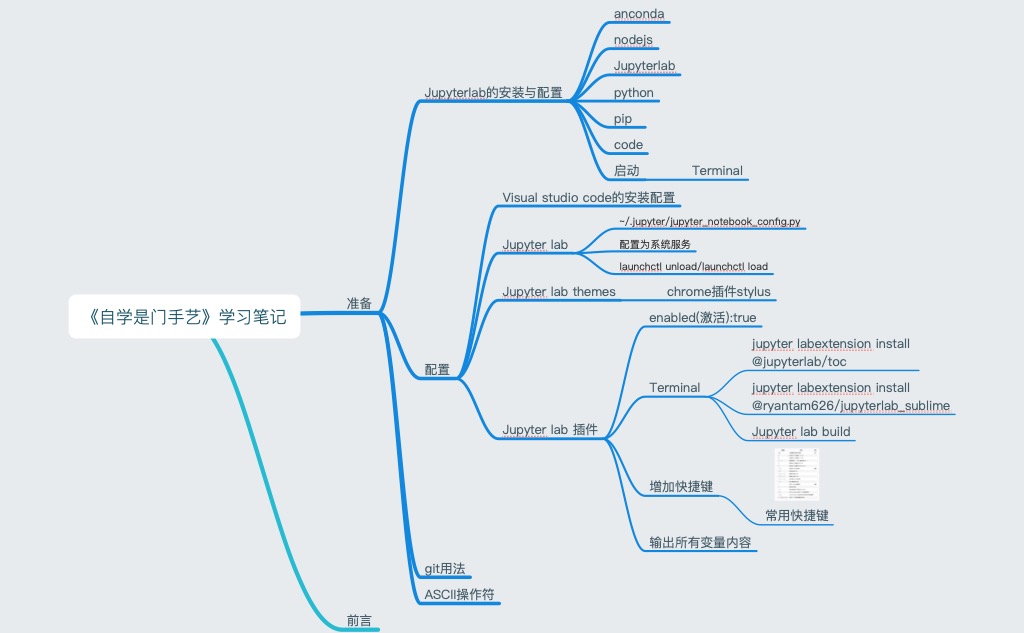 《自学是门手艺》学习笔记
准备
Jupyterlab的安装与配置
anconda
nodejs
Jupyterlab
python
pip
code
启动
Terminal
配置
Visual studio code的安装配置
Jupyter lab
~/.jupyter/jupyter_notebook_config.py
配置为系统服务
launchctl unload/launchctl load
Jupyter lab themes
chrome插件stylus
Jupyter lab 插件
enabled(激活):true
Terminal
jupyter labextension install
@jupyterlab/toc
jupyter labextension install
@ryantam626/jupyterlab_sublime
Jupyter lab build
增加快捷键
常用快捷键
输出所有变量内容
git用法
ASCII操作符
前言